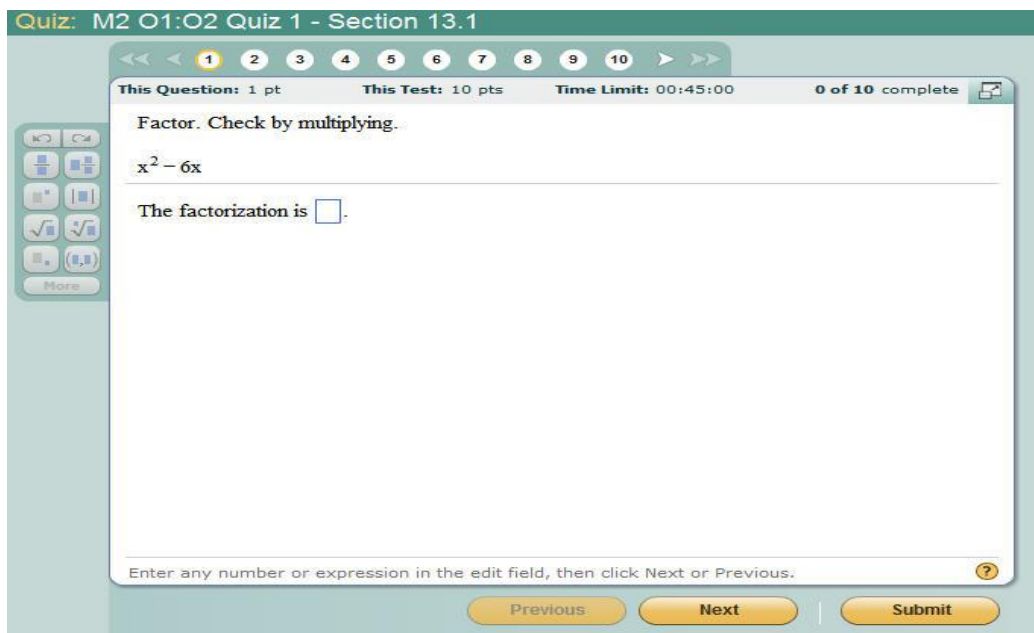 Quiz: M2 O1:O2 Quiz 1 - Section 13.1
1 2 3 4 5 6 7 8 9 10
This Question: 1 pt This Test: 10 pts Time Limit: 00:45:00 0 of 10 complete
Factor. Check by multiplying.
x² – 6x
The factorization is .
More
Enter any number or expression in the edit field, then click Next or Previous.
?
Previous Next Submit